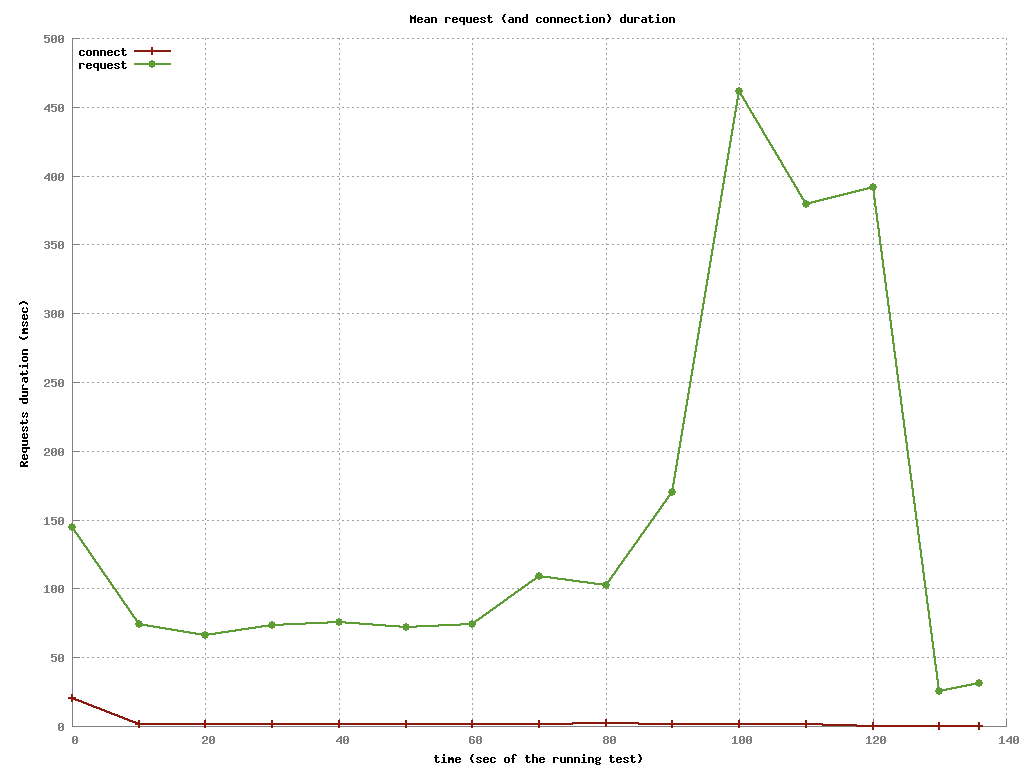 Mean request (and connection) duration
connect
request
500
450
400
350
300
250
200
150
100
50
0
Requests duration (msec)
0 20 40 60 80 100 120 140
time (sec of the running test)